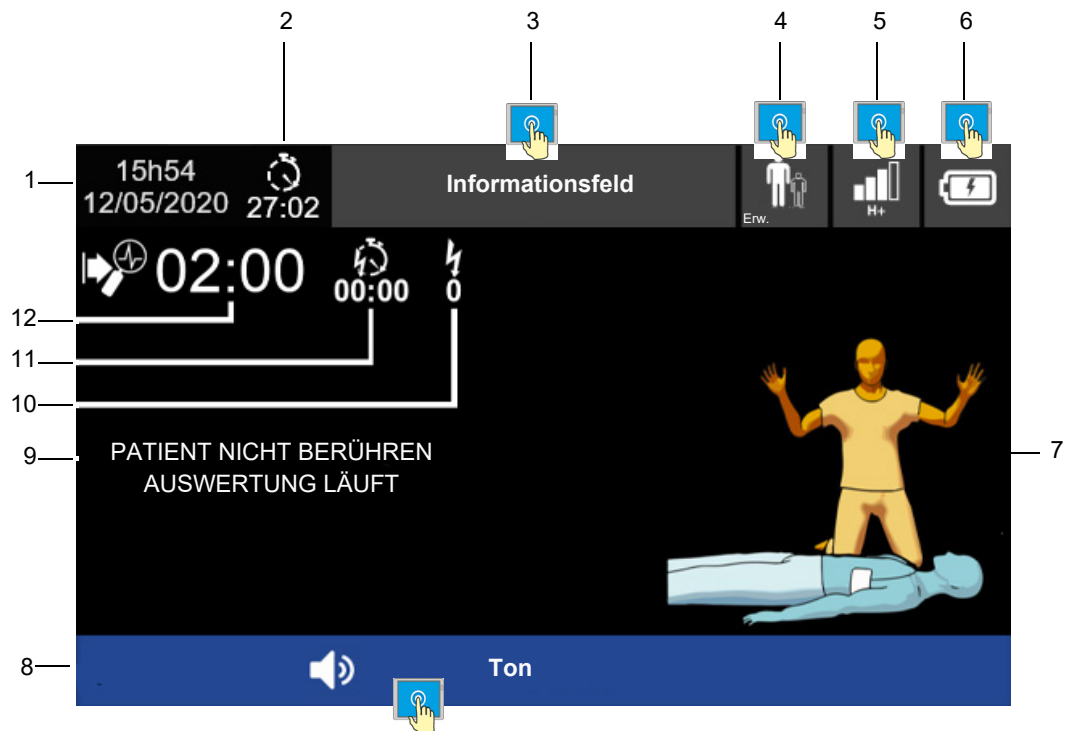 2 3 4 5 6
1
15h54
12/05/2020
27:02
Informationsfeld
Erw.
H+
02:00
00:00
0
12
11
10
9
PATIENT NICHT BERÜHREN
AUSWERTUNG LÄUFT
7
8
Ton